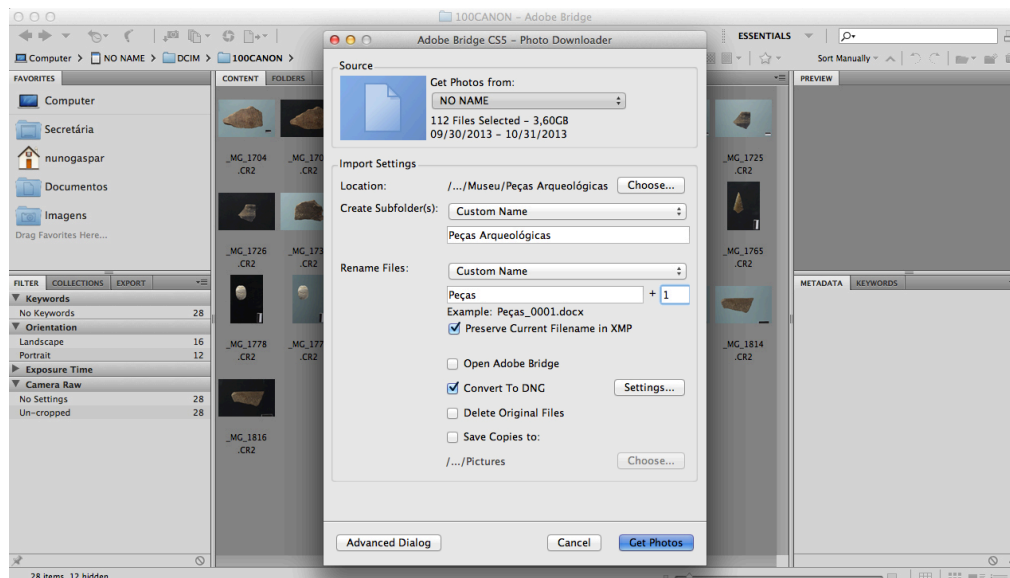 100CANON – Adobe Bridge
ESSENTIALS
Computer > NO NAME > DCIM > 100CANON >
Sort Manually
FAVORITES
Computer
Secretária
nunogaspar
Documentos
Imagens
Drag Favorites Here...
FILTER COLLECTIONS EXPORT
Keywords
No Keywords 28
Orientation
Landscape 16
Portrait 12
Exposure Time
Camera Raw
No Settings 28
Un-cropped 28
CONTENT FOLDERS
_MG_1704
.CR2
.CR2
_MG_1726
.CR2
.CR2
_MG_1778
.CR2
.CR2
_MG_1816
.CR2
Adobe Bridge CS5 – Photo Downloader
Source
Get Photos from:
NO NAME
112 Files Selected – 3,60GB
09/30/2013 – 10/31/2013
Import Settings
Location: /.../Museu/Peças Arqueológicas Choose...
Create Subfolder(s): Custom Name
Peças Arqueológicas
Rename Files: Custom Name
Peças + 1
Example: Peças_0001.docx
Preserve Current Filename in XMP
Open Adobe Bridge
Convert To DNG Settings...
Delete Original Files
Save Copies to:
/.../Pictures Choose...
Advanced Dialog Cancel Get Photos
_MG_1725
.CR2
_MG_1765
.CR2
_MG_1814
.CR2
PREVIEW
METADATA KEYWORDS
28 items, 12 hidden